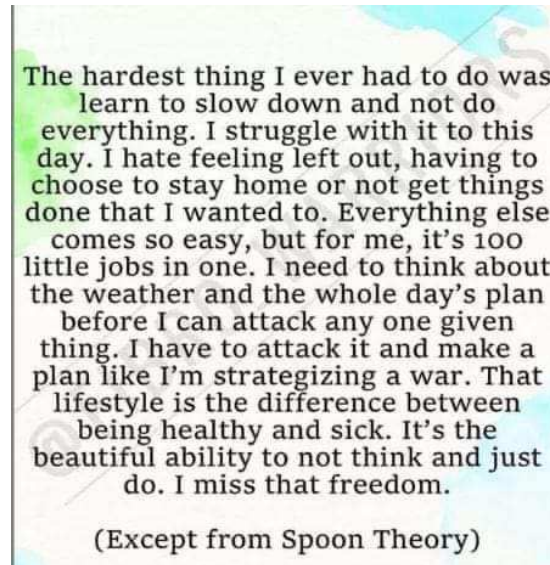 The hardest thing I ever had to do was
learn to slow down and not do
everything. I struggle with it to this
day. I hate feeling left out, having to
choose to stay home or not get things
done that I wanted to. Everything else
comes so easy, but for me, it's 100
little jobs in one. I need to think about
the weather and the whole day's plan
before I can attack any one given
thing. I have to attack it and make a
plan like I'm strategizing a war. That
lifestyle is the difference between
being healthy and sick. It's the
beautiful ability to not think and just
do. I miss that freedom.
(Except from Spoon Theory)